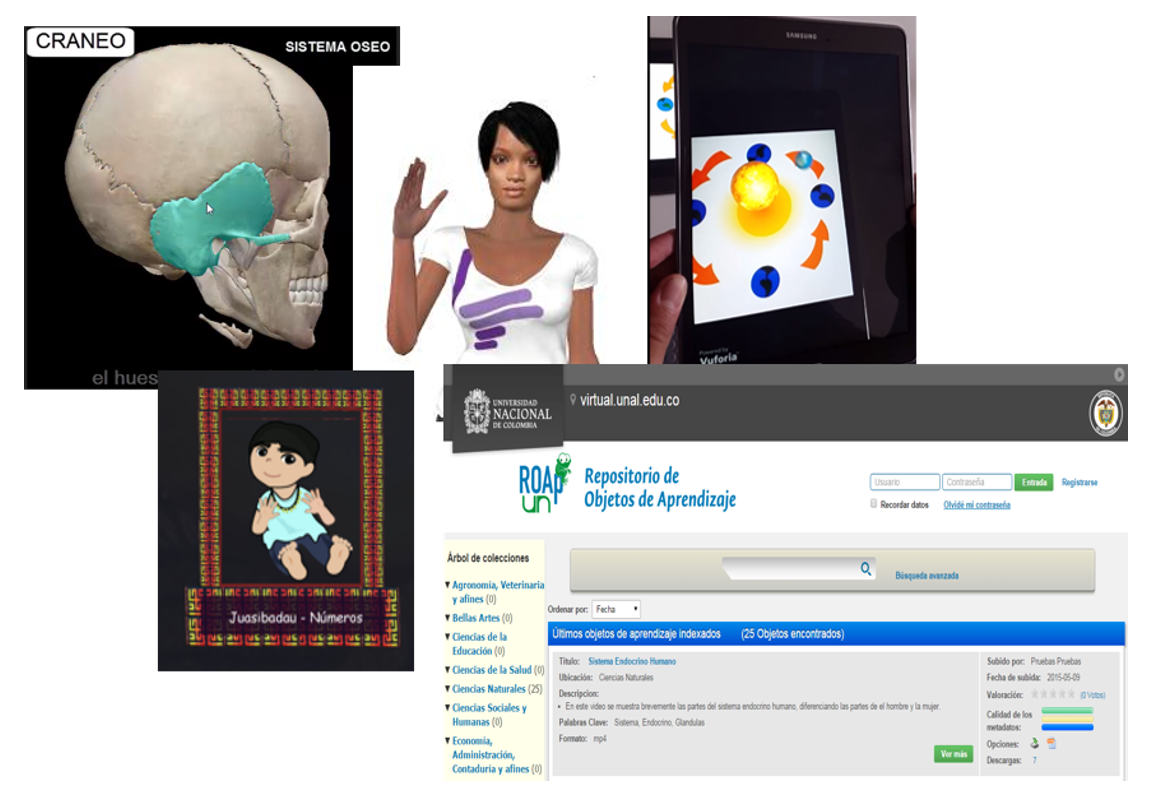 CRANEO
SISTEMA OSEO
el hues
SAMSUNG
Powered by
Vuforia
Juasibadau - Números
UNIVERSIDAD
NACIONAL
DE COLOMBIA
virtual.unal.edu.co
ROAp
un
Repositorio de
Objetos de Aprendizaje
Usuario
Contraseña
Entrada
Registrarse
Recordar datos
Olvidé mi contraseña
Árbol de colecciones
Agronomía, Veterinaria
y afines (0)
Bellas Artes (0)
Ciencias de la
Educación (0)
Ciencias de la Salud (0)
Ciencias Naturales (25)
Ciencias Sociales y
Humanas (0)
Economía,
Administración,
Contaduría y afines (0)
Búsqueda avanzada
Ordenar por: Fecha
Últimos objetos de aprendizaje indexados (25 Objetos encontrados)
Título: Sistema Endocrino Humano
Ubicación: Ciencias Naturales
Descripcion:
En este video se muestra brevemente las partes del sistema endocrino humano, diferenciando las partes de el hombre y la mujer.
Palabras Clave: Sistema, Endocrino, Glandulas
Formato: mp4
Ver más
Subido por: Pruebas Pruebas
Fecha de subida: 2015-05-09
Valoración: (0 Votos)
Calidad de los
metadatos:
Opciones:
Descargas: 7